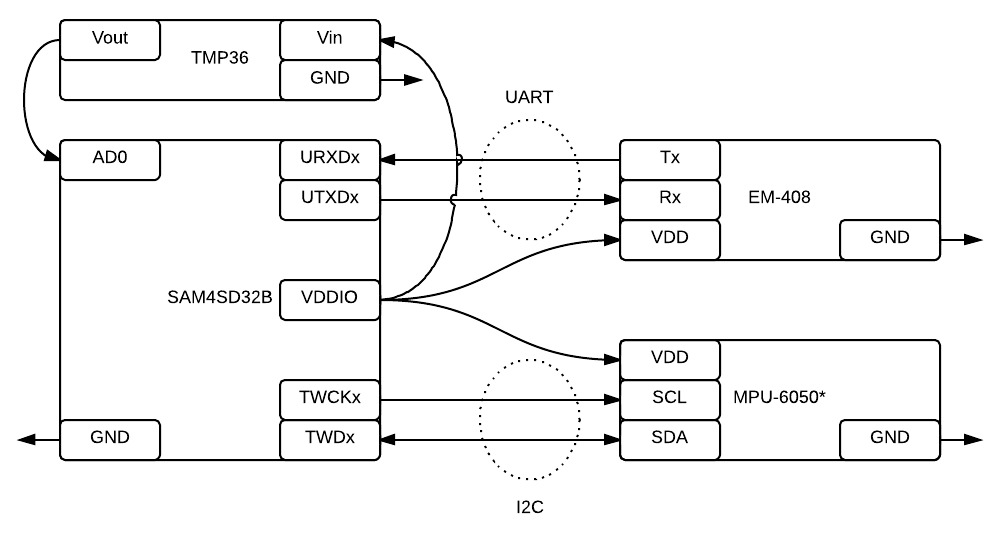 Vout
TMP36
Vin
GND
UART
AD0
URXDx
UTXDx
Tx
Rx
EM-408
VDD
GND
SAM4SD32B
VDDIO
VDD
TWCKx
SCL
MPU-6050*
GND
TWDx
SDA
GND
I2C